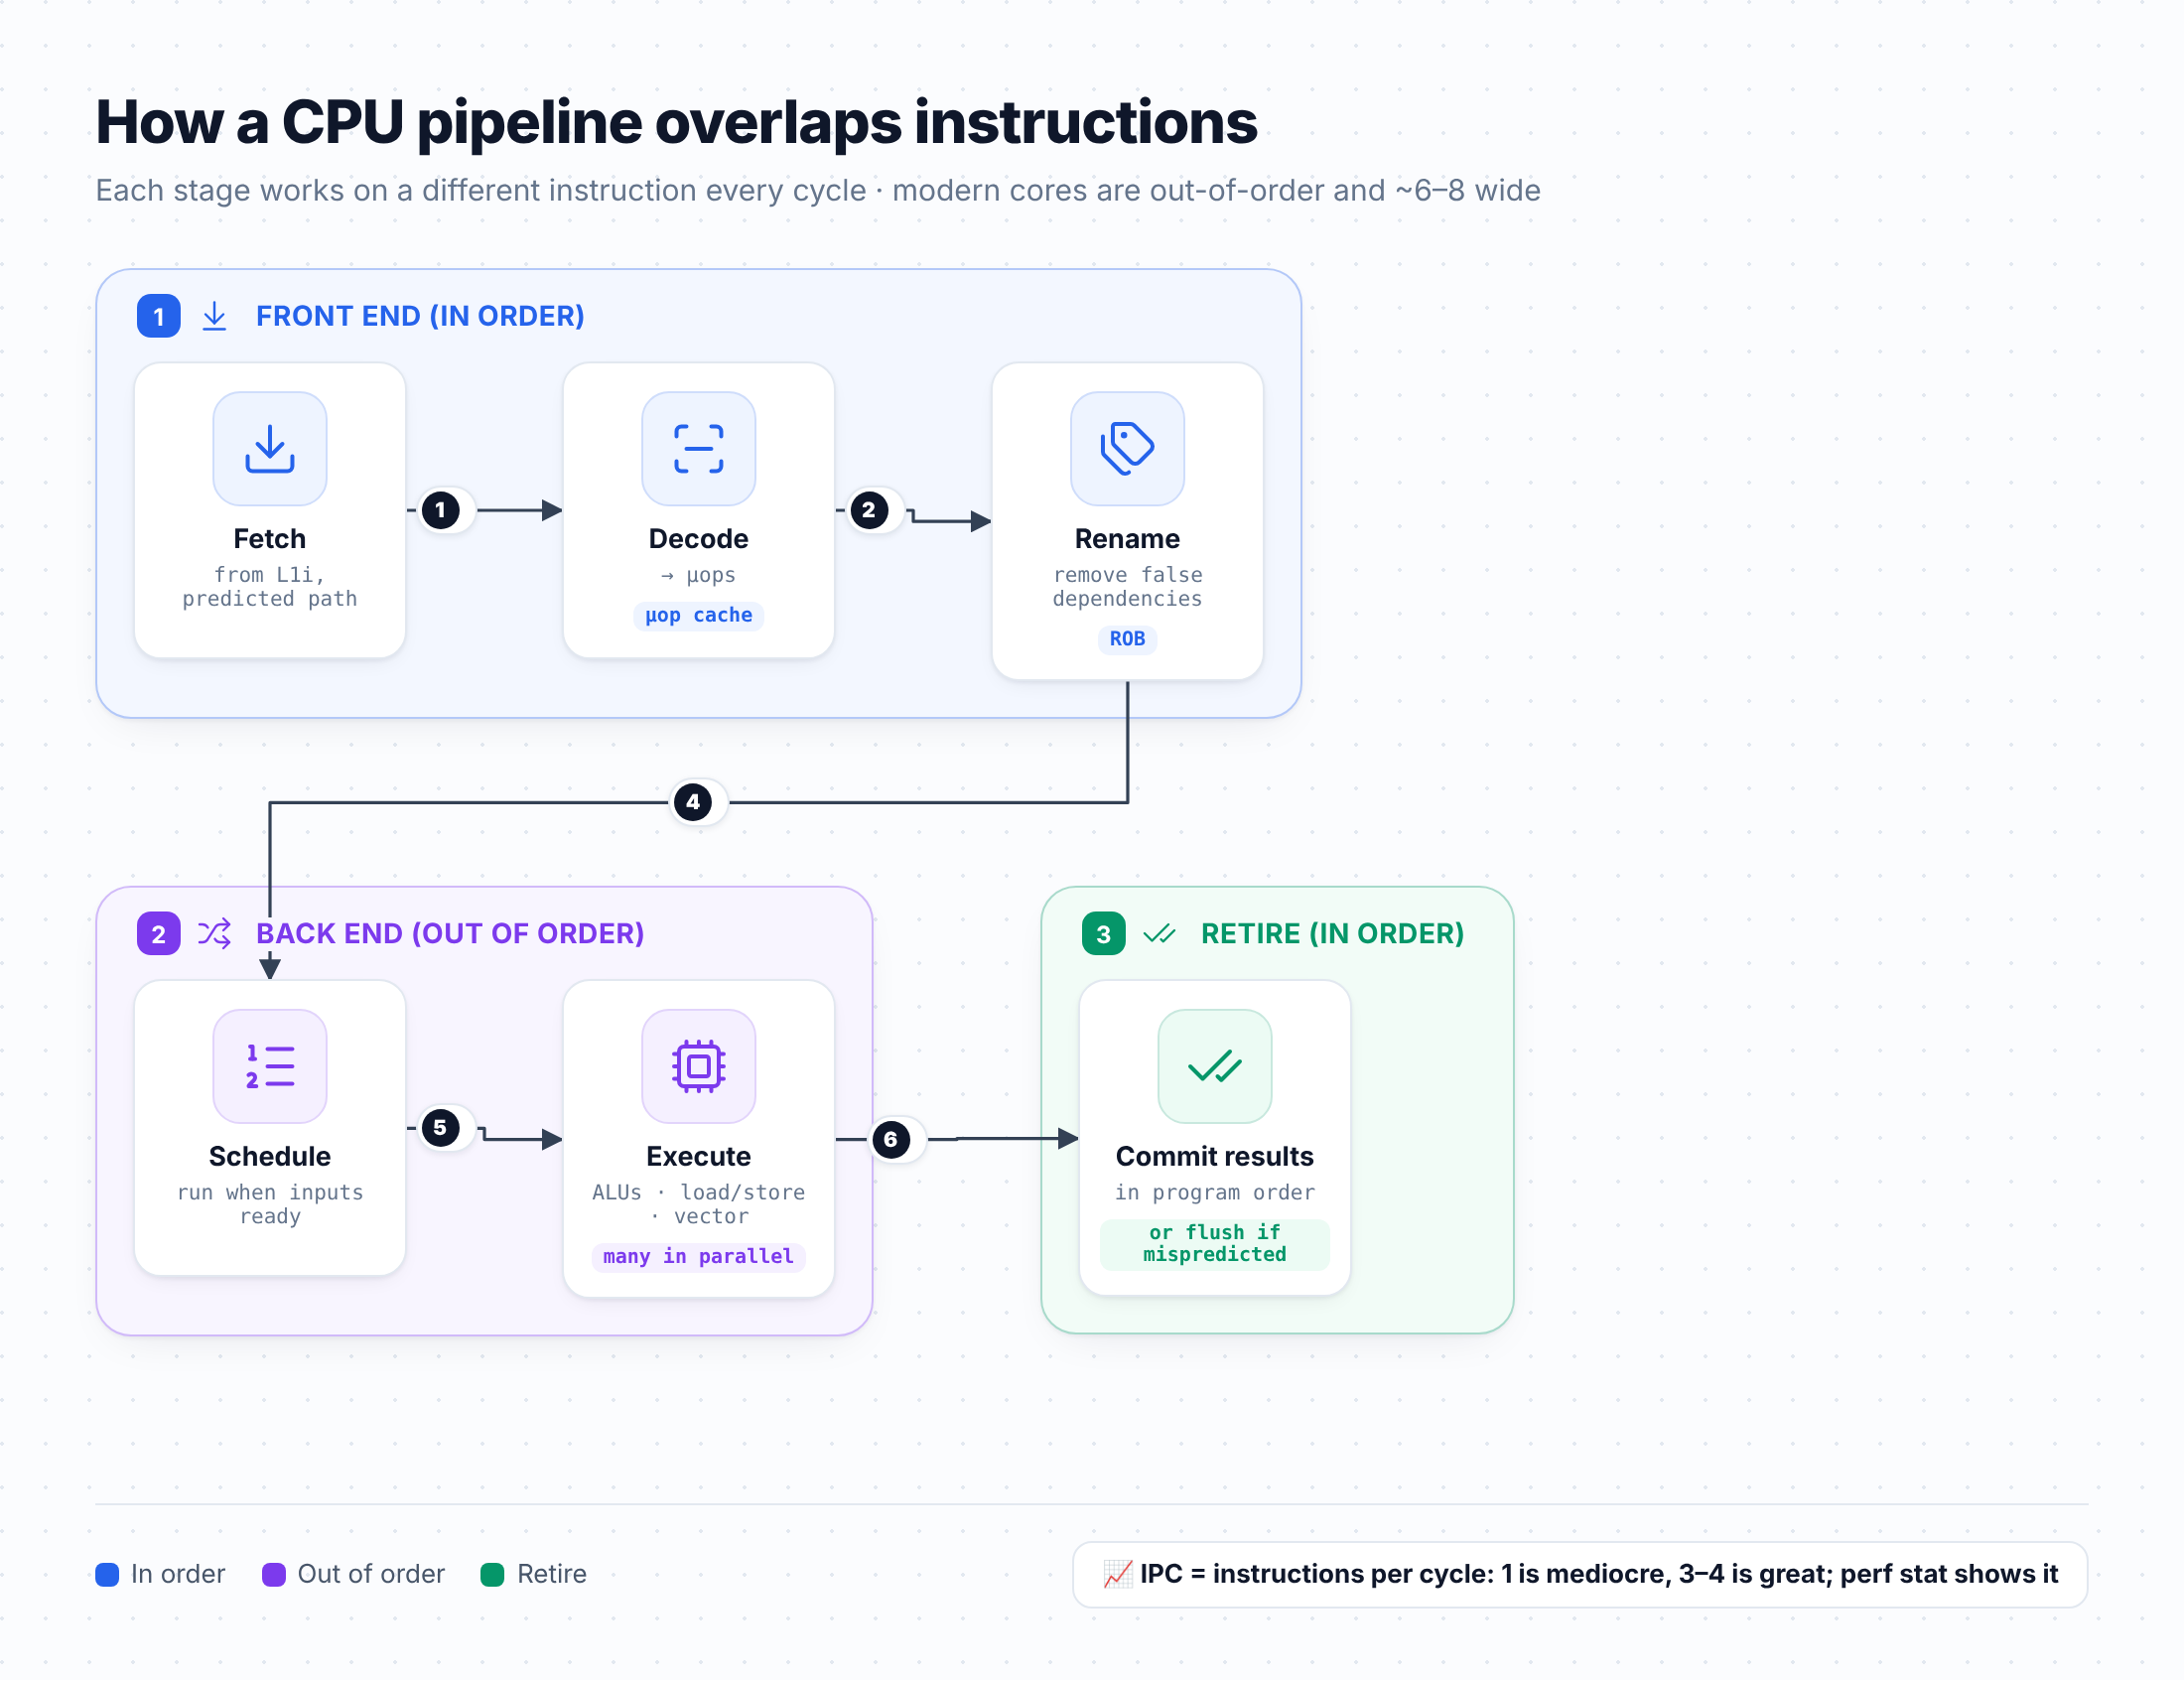 How a CPU pipeline overlaps instructions
Each stage works on a different instruction every cycle · modern cores are out-of-order and ~6–8 wide
1 FRONT END (IN ORDER)
Fetch
from L1i,
predicted path
1
Decode
→ μops
μop cache
2
Rename
remove false
dependencies
ROB
4
2 BACK END (OUT OF ORDER)
Schedule
run when inputs
ready
5
Execute
ALUs · load/store
· vector
many in parallel
6
3 RETIRE (IN ORDER)
Commit results
in program order
or flush if
mispredicted
In order
Out of order
Retire
📈 IPC = instructions per cycle: 1 is mediocre, 3–4 is great; perf stat shows it